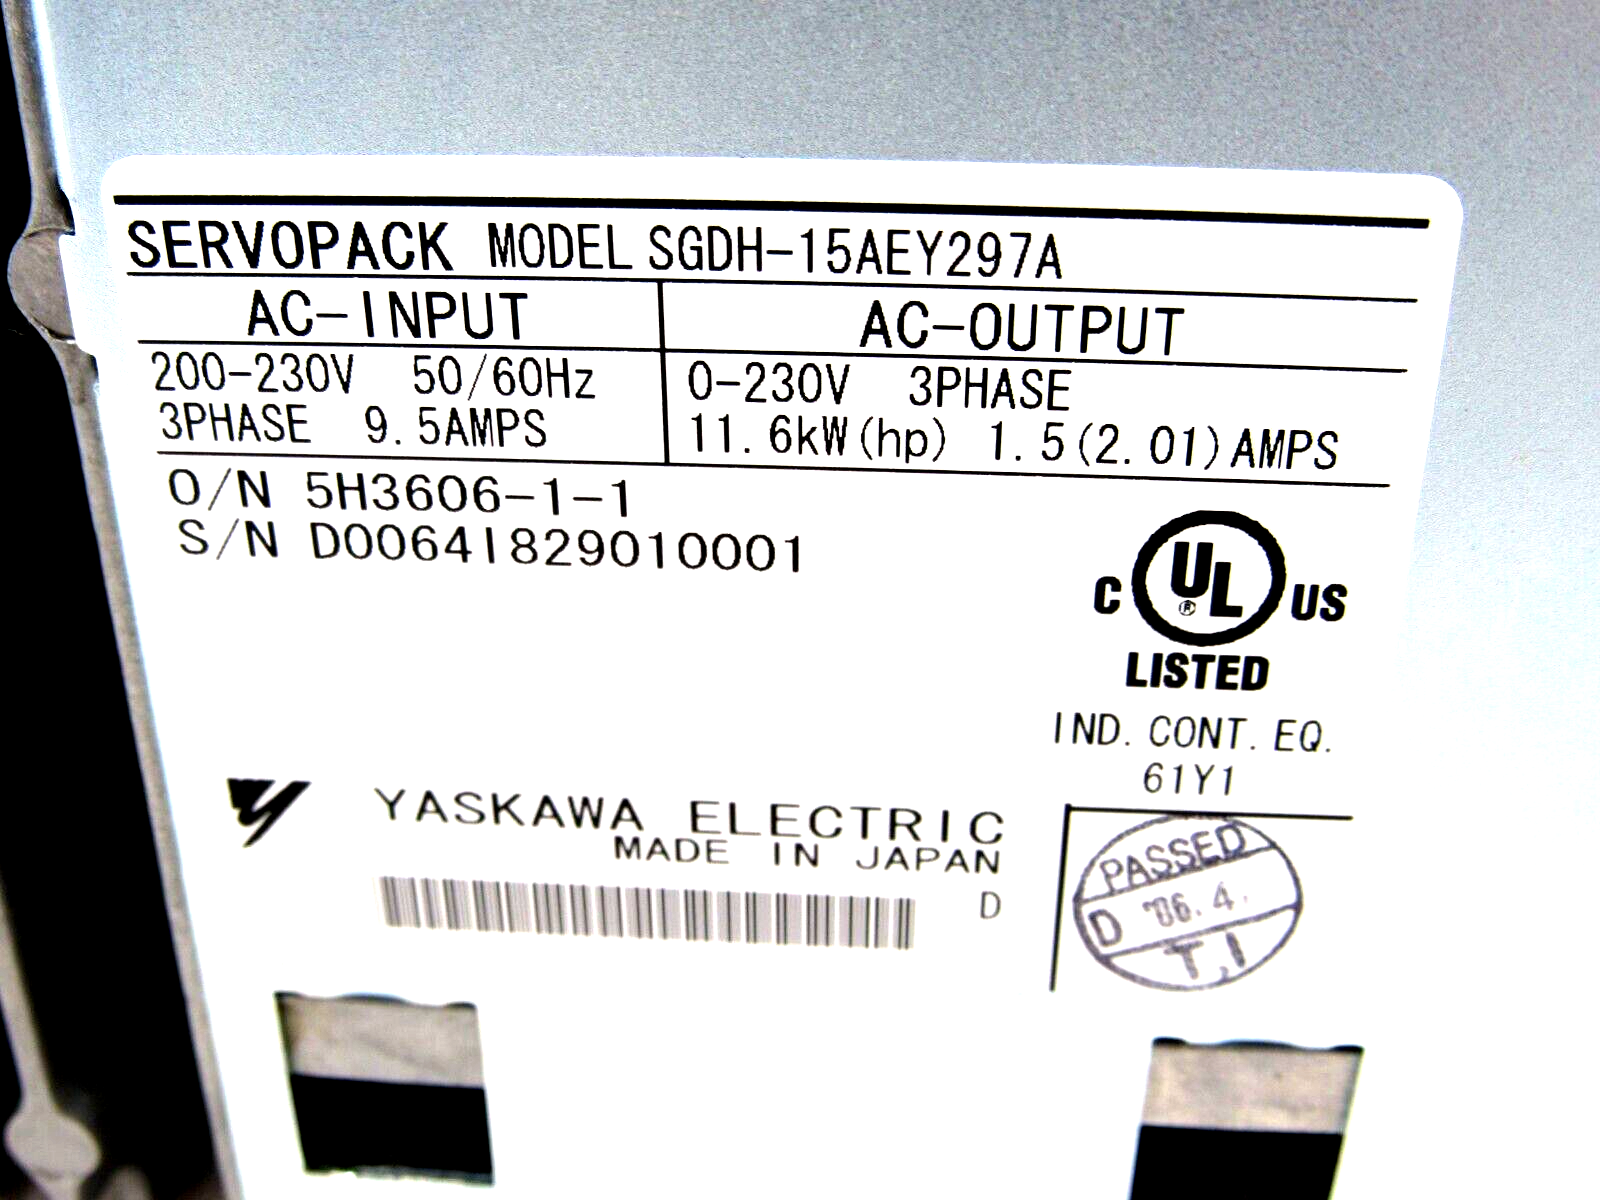 SERVOPACK MODEL SGDH-15AEY297A
AC-INPUT AC-OUTPUT
200-230V 50/60Hz 0-230V 3PHASE
3PHASE 9.5AMPS 11.6kW(hp) 1.5(2.01)AMPS
O/N 5H3606-1-1
S/N D0064I829010001
C UL ® US
LISTED
IND. CONT. EQ.
61Y1
YASKAWA ELECTRIC
MADE IN JAPAN
D
PASSED
D '06.4.
T.I